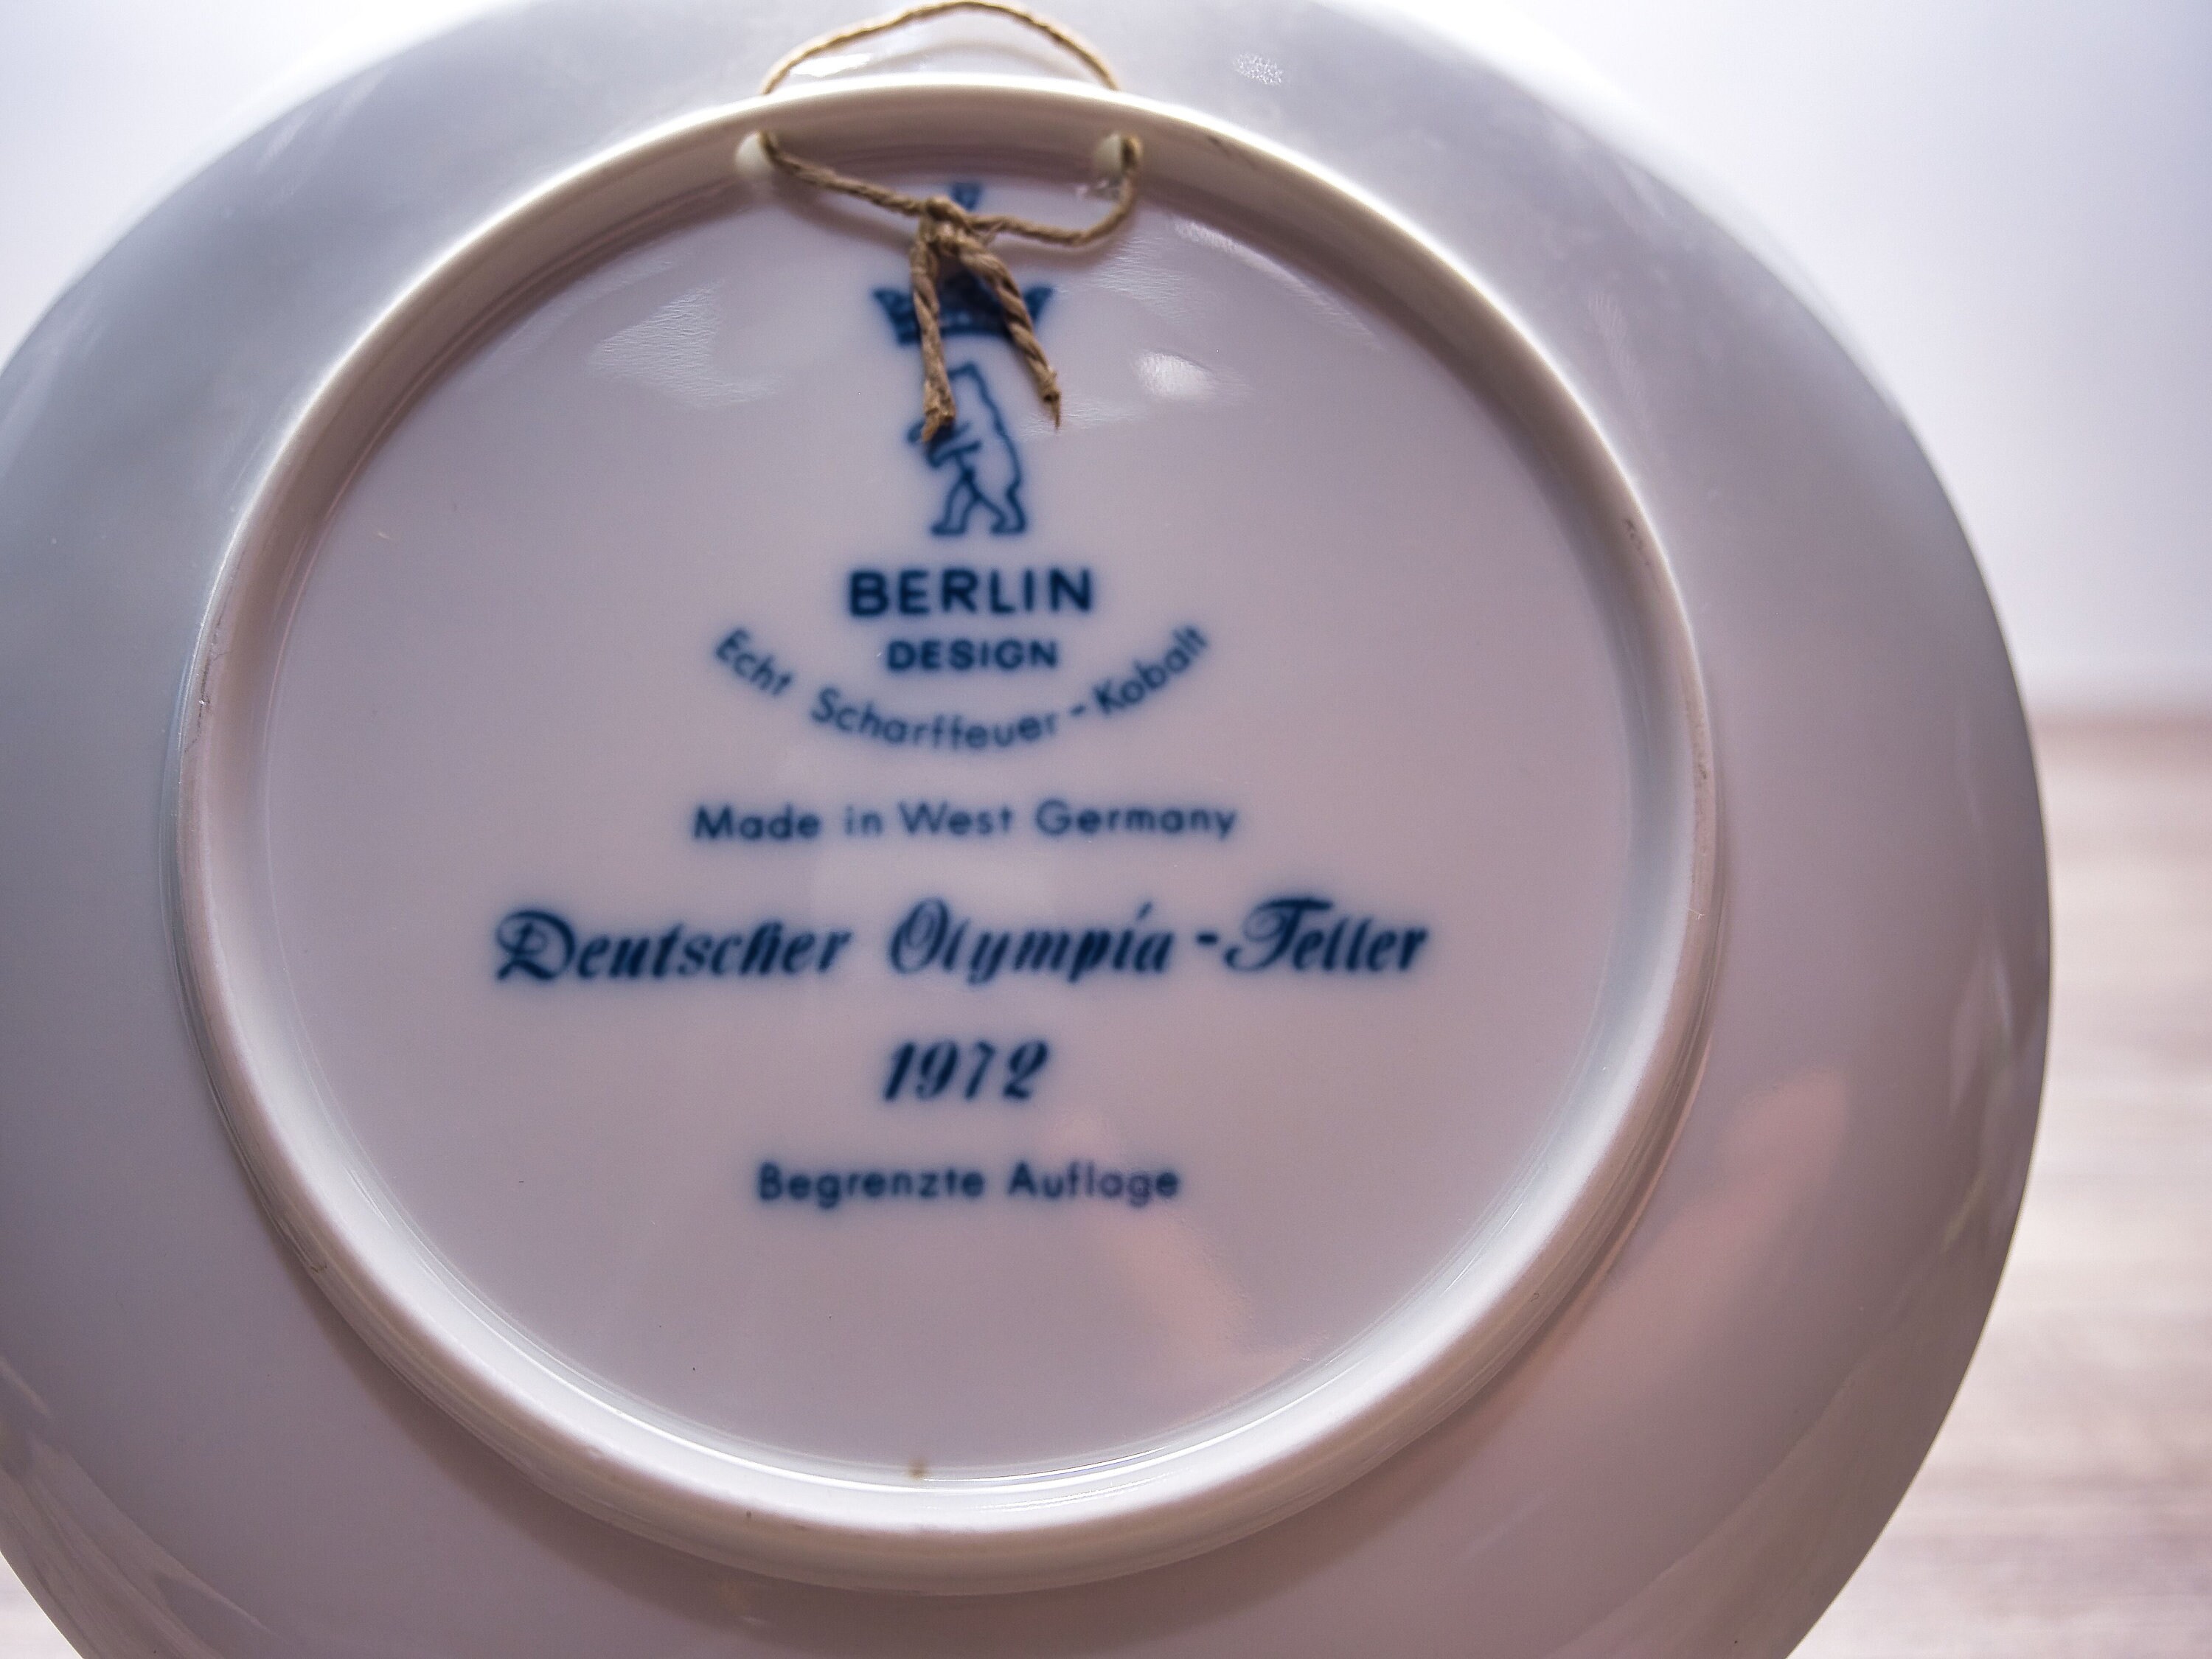 BERLIN
DESIGN
Echt Scharffeuer-Kobalt
Made in West Germany
Deutscher Olympia-Teller
1972
Begrenzte Auflage